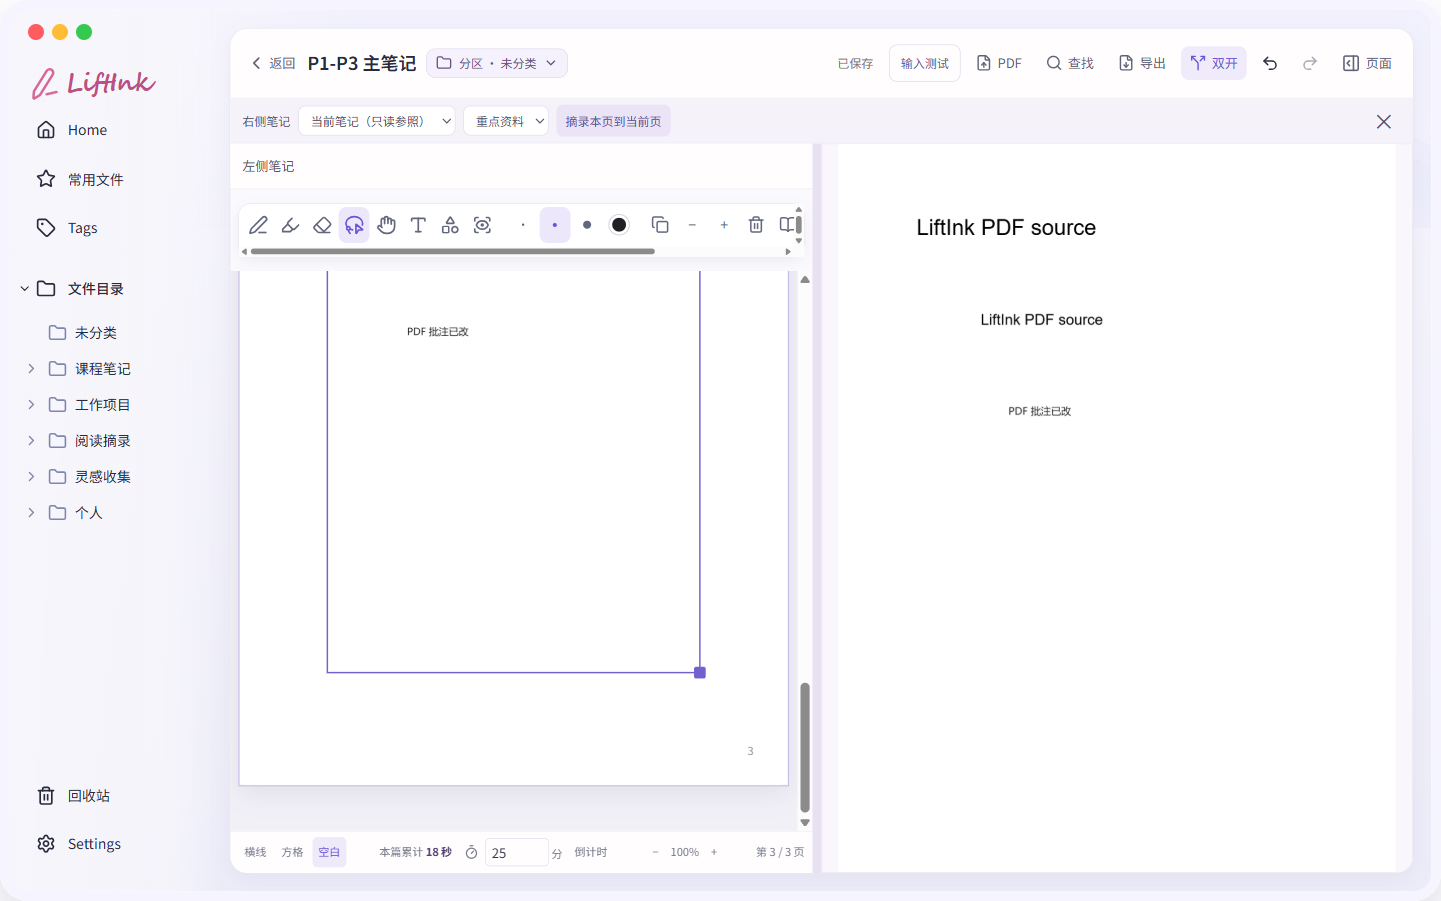 LiftInk
Home
常用文件
Tags
文件目录
未分类
课程笔记
工作项目
阅读摘录
灵感收集
个人
回收站
Settings
返回 P1-P3 主笔记 分区 · 未分类 已保存 输入测试 PDF 查找 导出 双开 页面
右侧笔记 当前笔记（只读参照） 重点资料 摘录本页到当前页
左侧笔记
PDF 批注已改
3
横线 方格 空白 本篇累计 18 秒 25 分 倒计时 − 100% + 第 3 / 3 页
LiftInk PDF source
LiftInk PDF source
PDF 批注已改